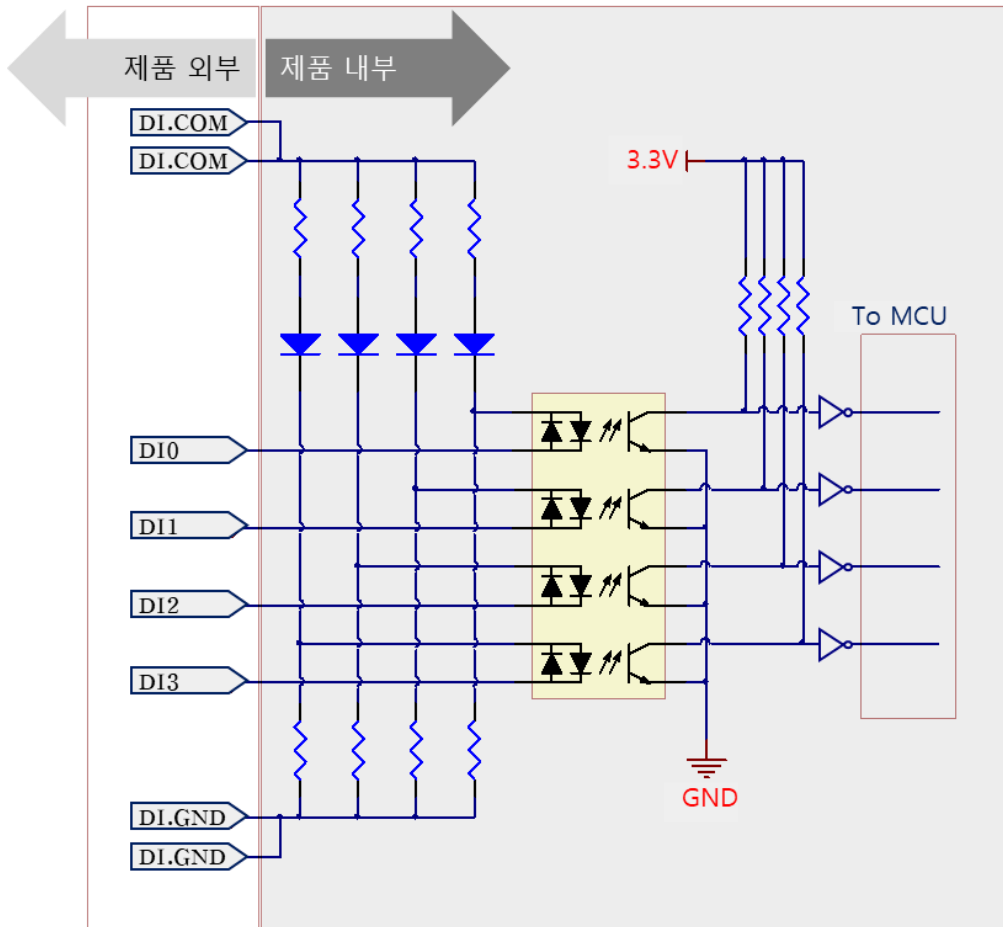 제품 외부
제품 내부
DI.COM
DI.COM
3.3V
To MCU
DI0
DI1
DI2
DI3
DI.GND
GND
DI.GND